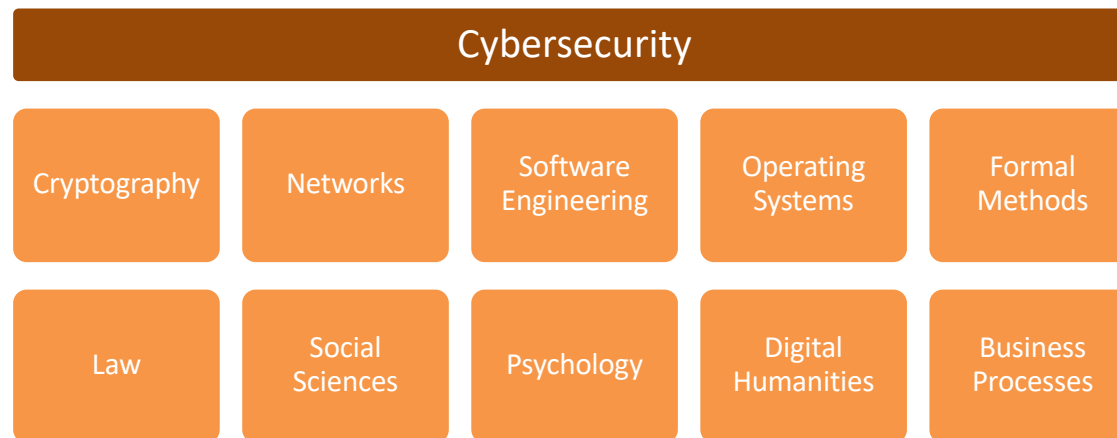 Cybersecurity
Cryptography
Networks
Software
Engineering
Operating
Systems
Formal
Methods
Law
Social
Sciences
Psychology
Digital
Humanities
Business
Processes